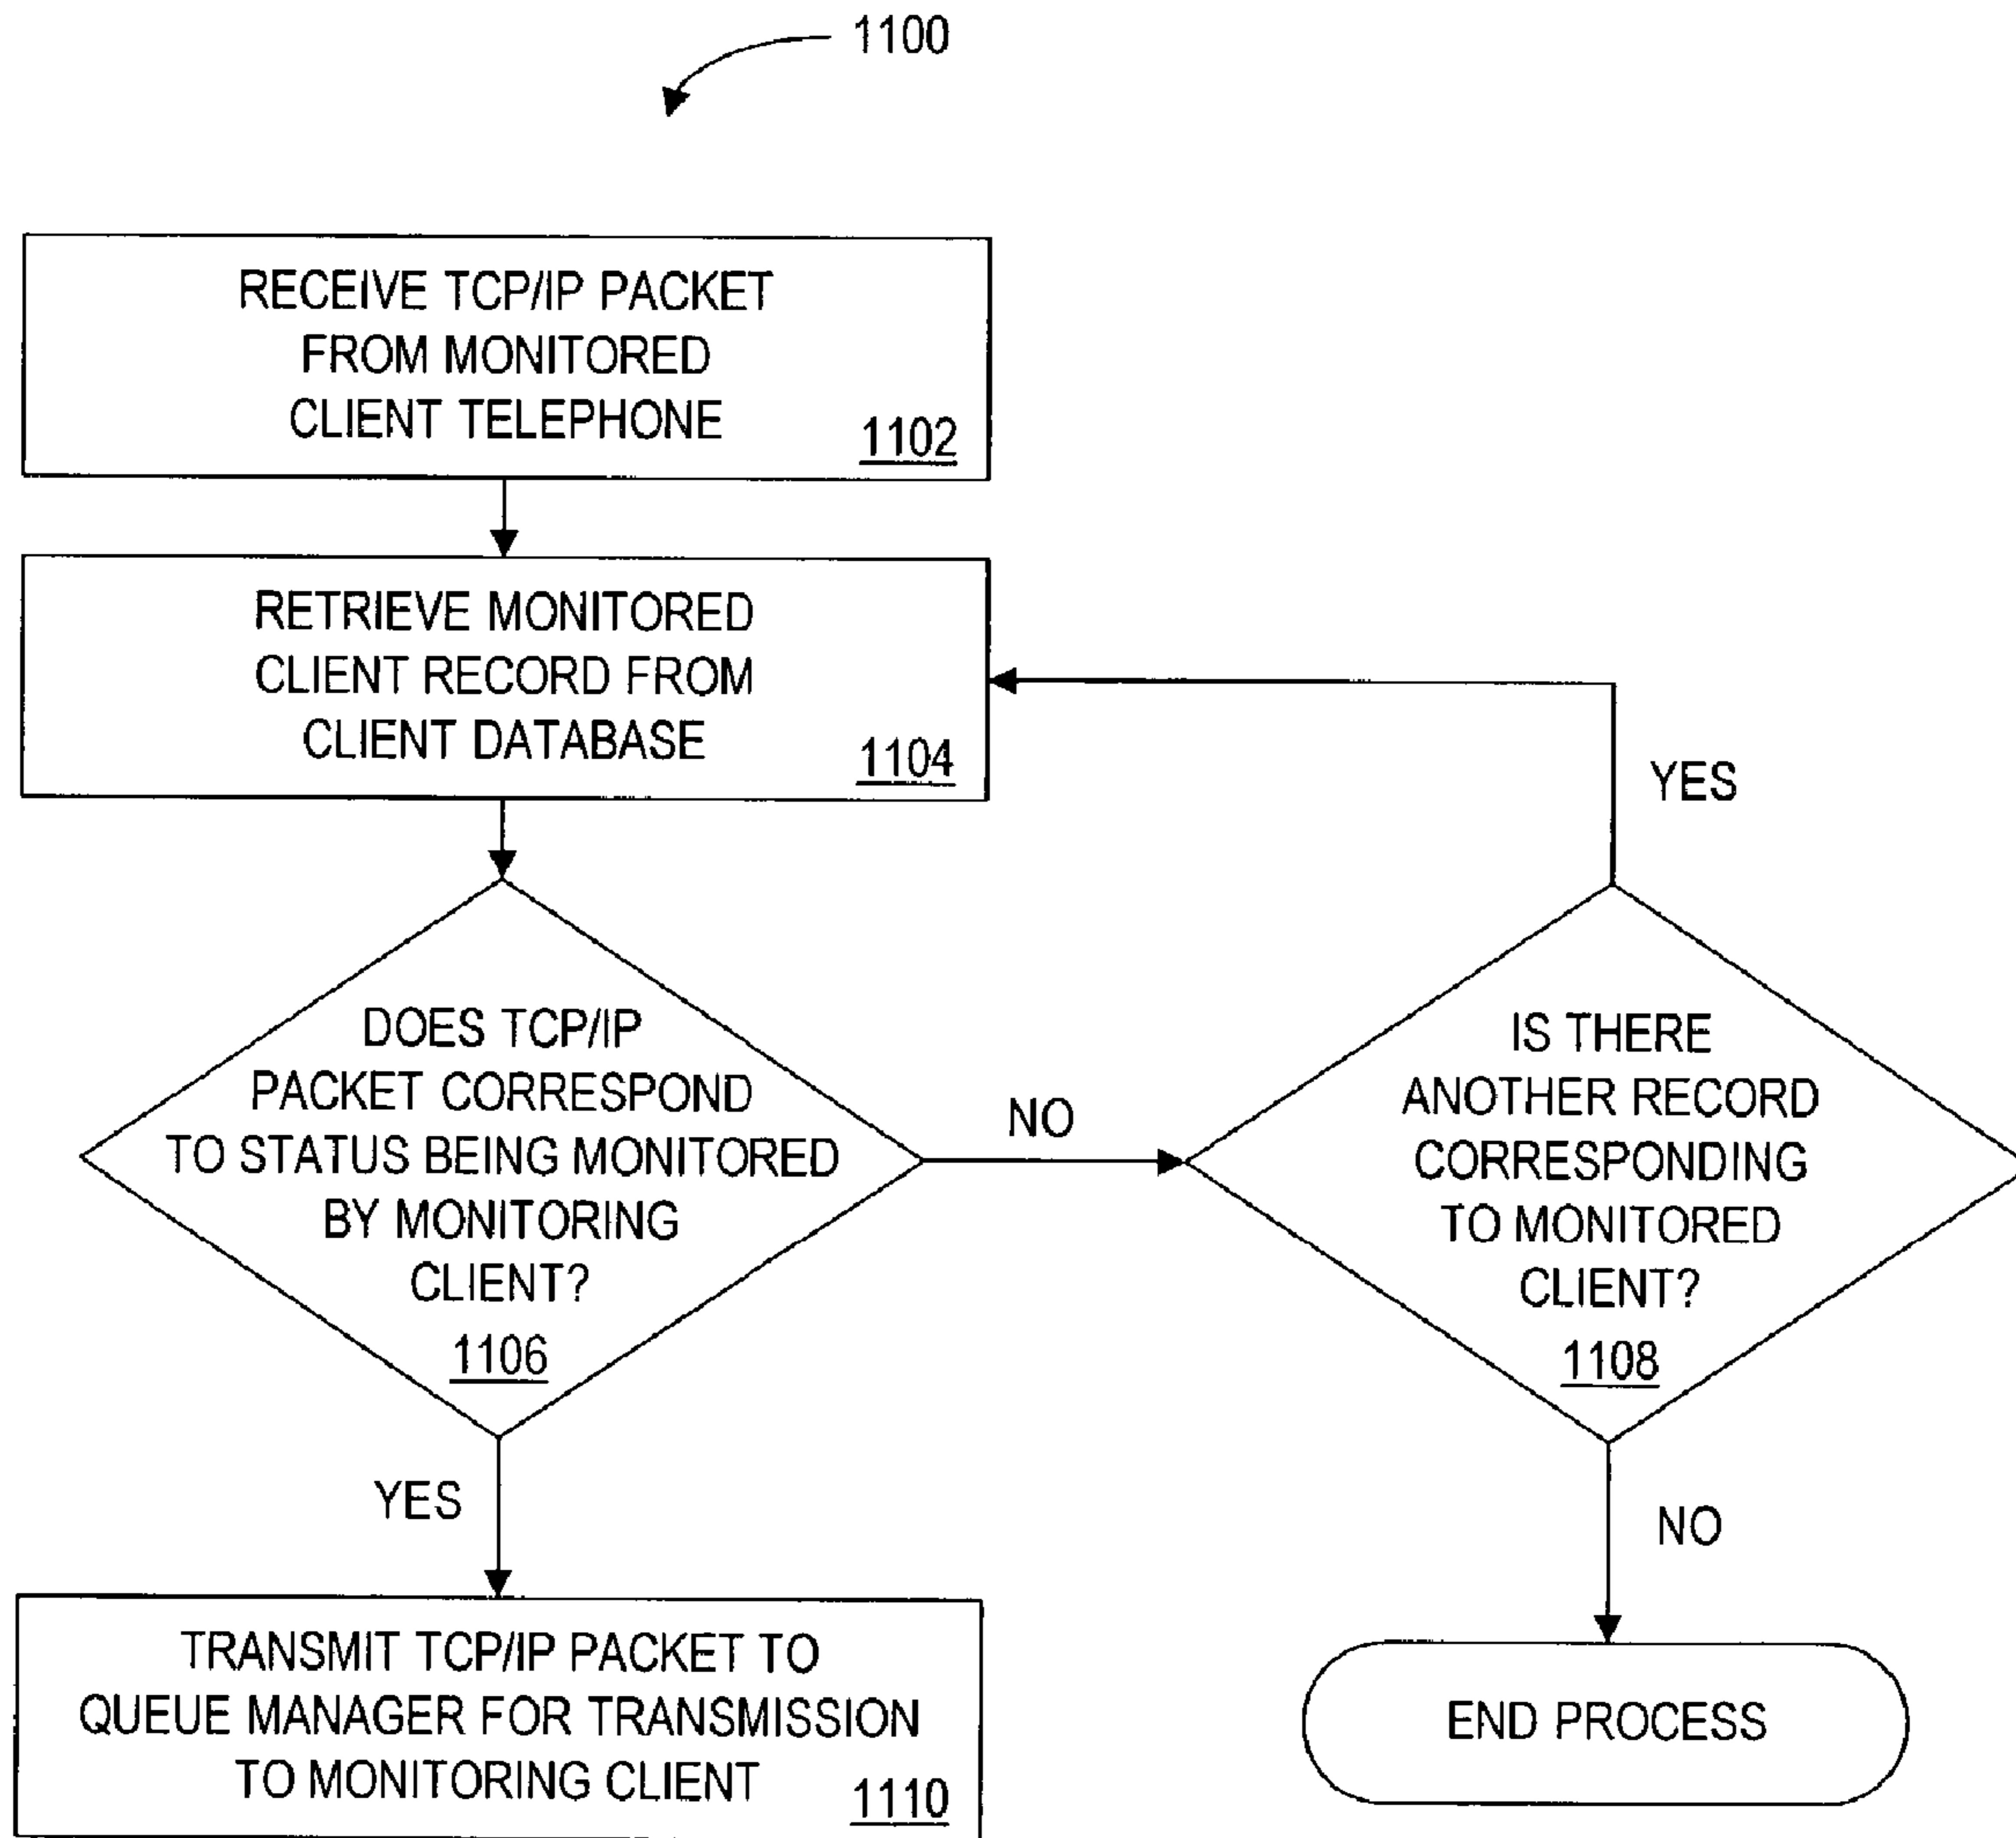 1100
RECEIVE TCP/IP PACKET
FROM MONITORED
CLIENT TELEPHONE
1102
RETRIEVE MONITORED
CLIENT RECORD FROM
CLIENT DATABASE
1104
YES
DOES TCP/IP
PACKET CORRESPOND
TO STATUS BEING MONITORED
BY MONITORING
CLIENT?
1106
NO
IS THERE
ANOTHER RECORD
CORRESPONDING
TO MONITORED
CLIENT?
1108
YES
NO
TRANSMIT TCP/IP PACKET TO
QUEUE MANAGER FOR TRANSMISSION
TO MONITORING CLIENT
1110
END PROCESS